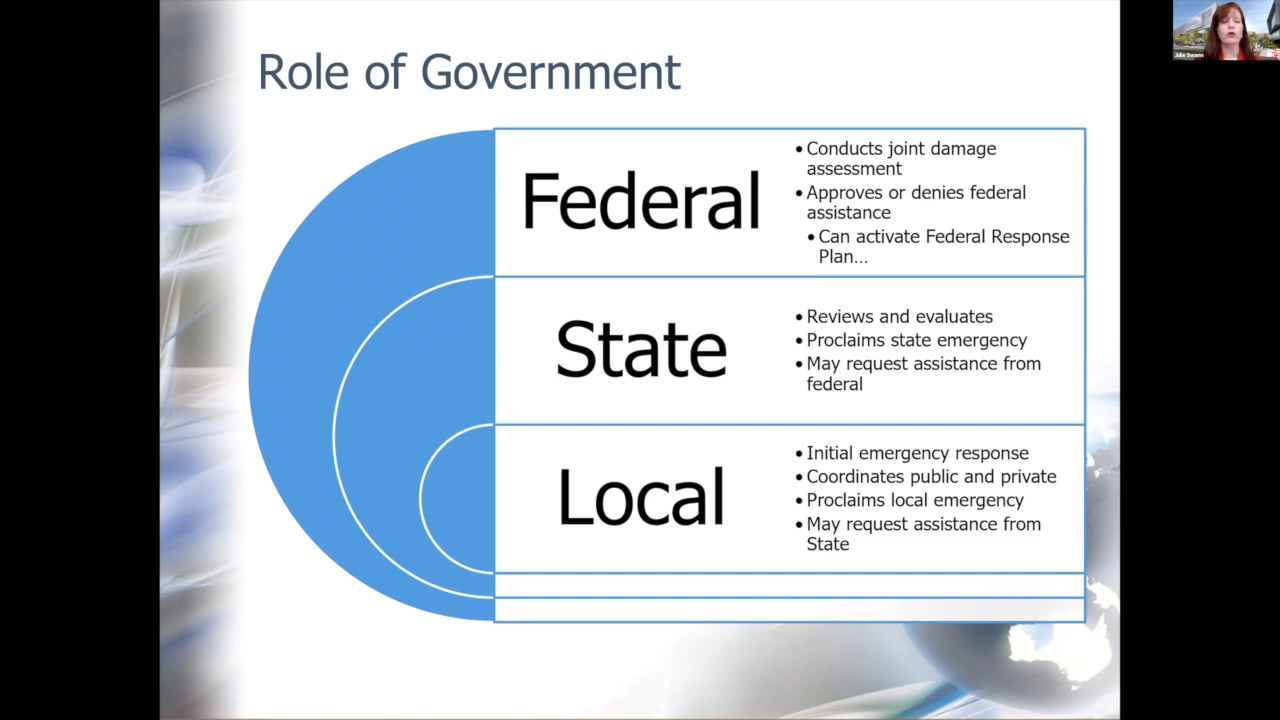 Role of Government
Federal
• Conducts joint damage
assessment
• Approves or denies federal
assistance
• Can activate Federal Response
Plan...
State
• Reviews and evaluates
• Proclaims state emergency
• May request assistance from
federal
Local
• Initial emergency response
• Coordinates public and private
• Proclaims local emergency
• May request assistance from
State
Julie Swann